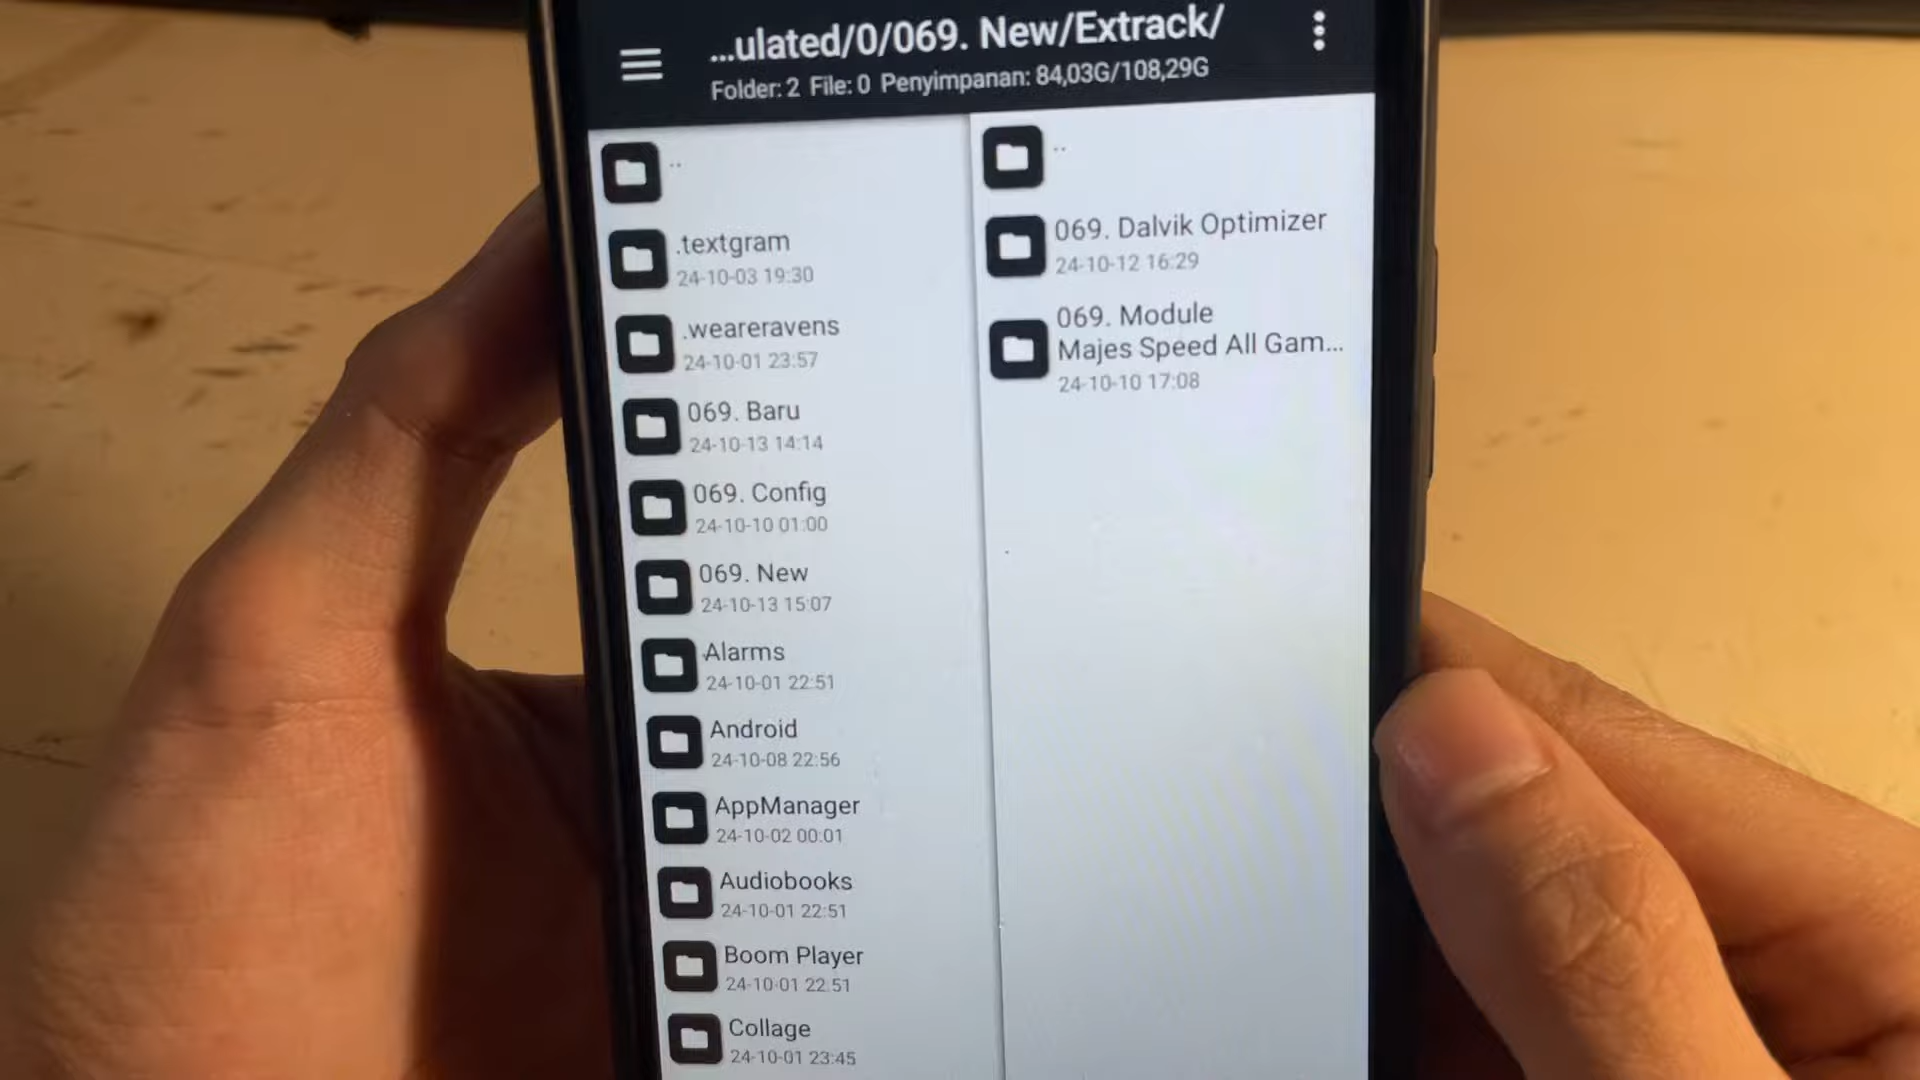 ...ulated/0/069. New/Extrack/
Folder: 2 File: 0 Penyimpanan: 84,03G/108,29G
..
.textgram
24-10-03 19:30
.weareravens
24-10-01 23:57
069. Baru
24-10-13 14:14
069. Config
24-10-10 01:00
069. New
24-10-13 15:07
Alarms
24-10-01 22:51
Android
24-10-08 22:56
AppManager
24-10-02 00:01
Audiobooks
24-10-01 22:51
Boom Player
24-10-01 22:51
Collage
24-10-01 23:45
..
069. Dalvik Optimizer
24-10-12 16:29
069. Module
Majes Speed All Gam...
24-10-10 17:08